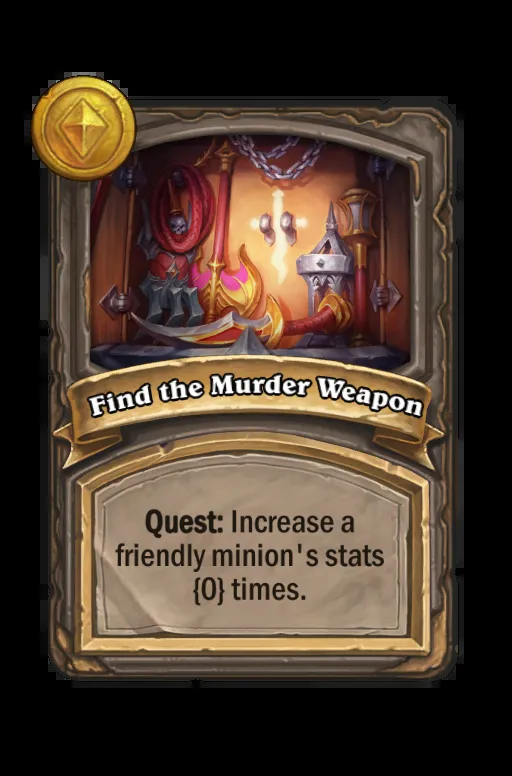 Find the Murder Weapon
Quest: Increase a
friendly minion's stats
{0} times.